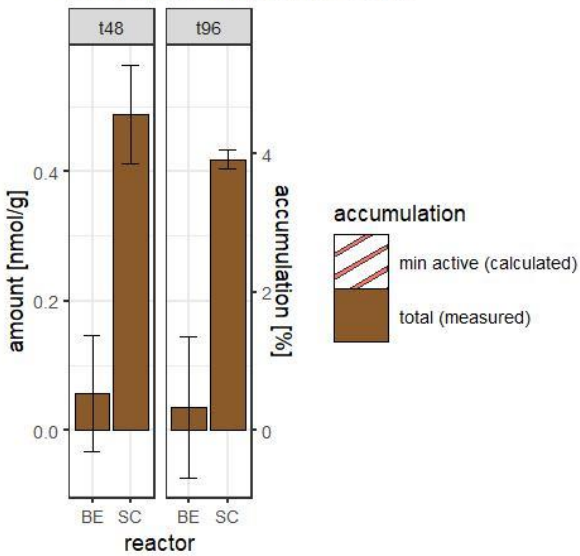 t48 t96
0.4
0.2
0.0
amount [nmol/g]
4
2
0
accumulation [%]
BE SC BE SC
reactor
accumulation
min active (calculated)
total (measured)